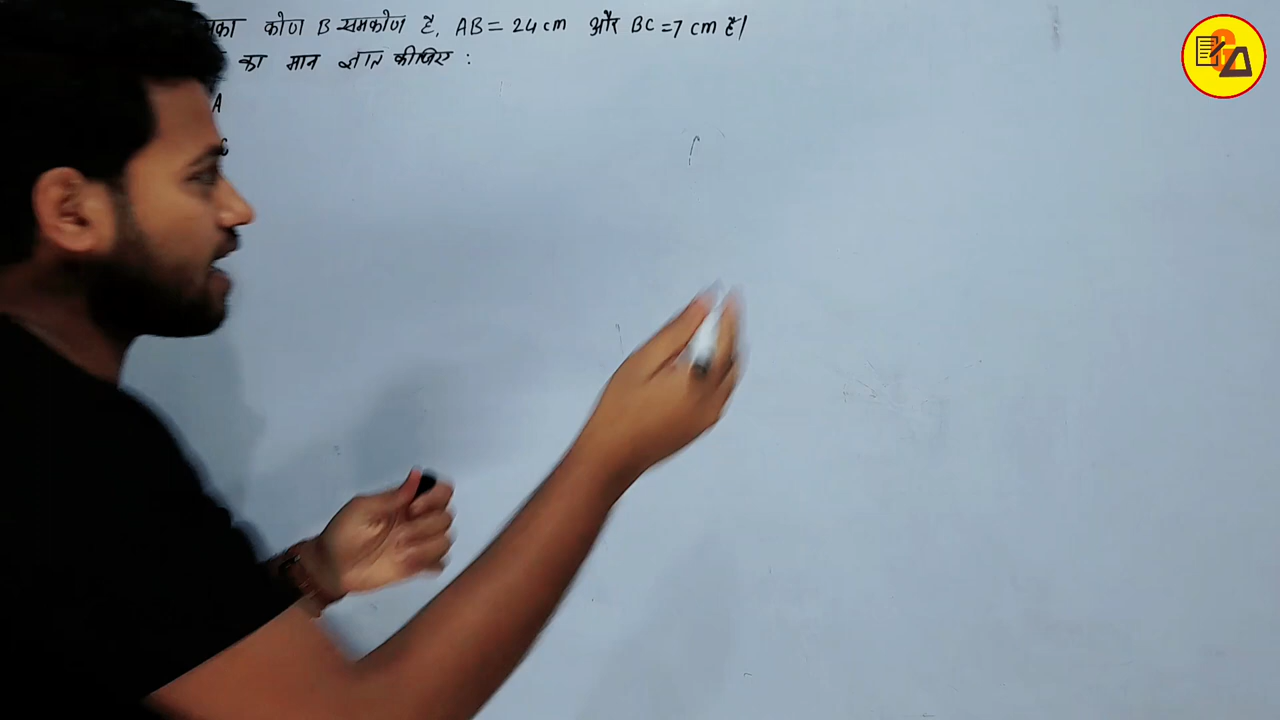 कोण B समकोण है, AB = 24 cm और BC = 7 cm है।
का मान ज्ञात कीजिए :
A
C